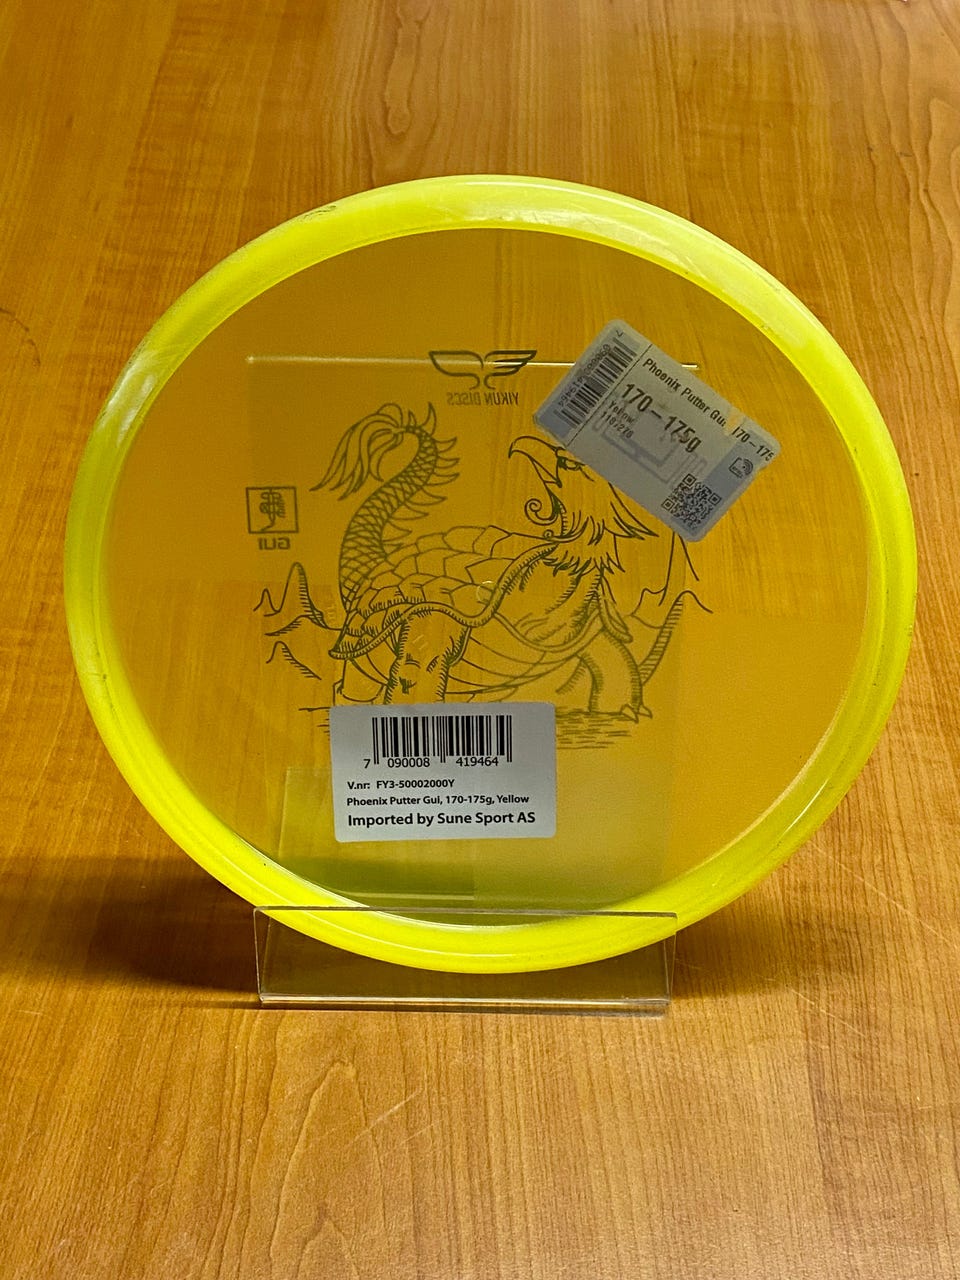 YIKUN DISCS
Phoenix Putter Gui, 170-175
170-175g
Yellow
GUI
7 090008 419464
V.nr: FY3-50002000Y
Phoenix Putter Gui, 170-175g, Yellow
Imported by Sune Sport AS